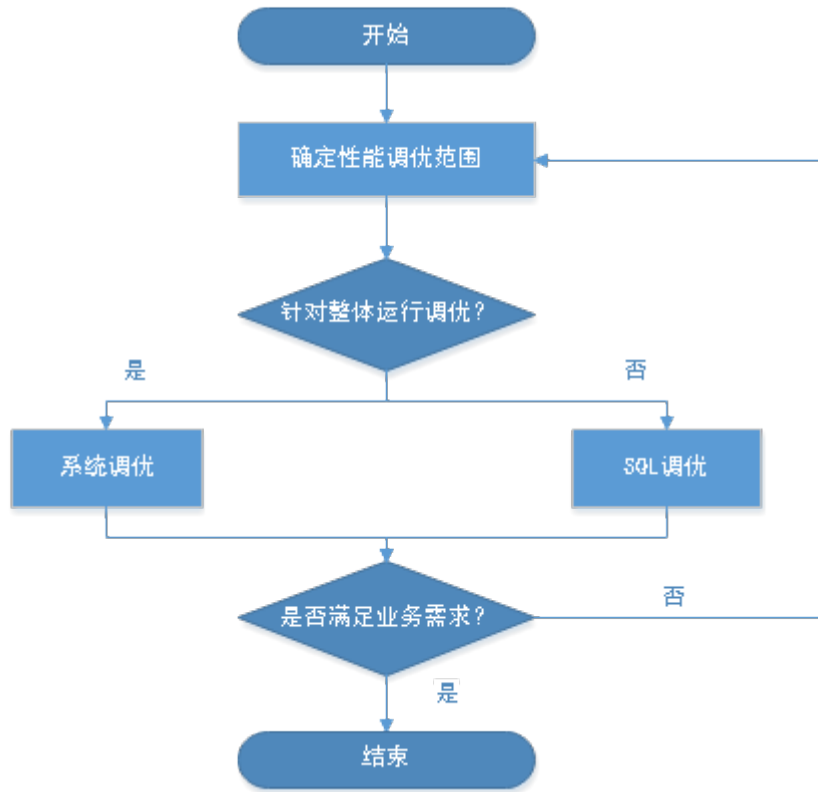 开始
确定性能调优范围
针对整体运行调优?
是
否
系统调优
SQL调优
是否满足业务需求?
否
是
结束